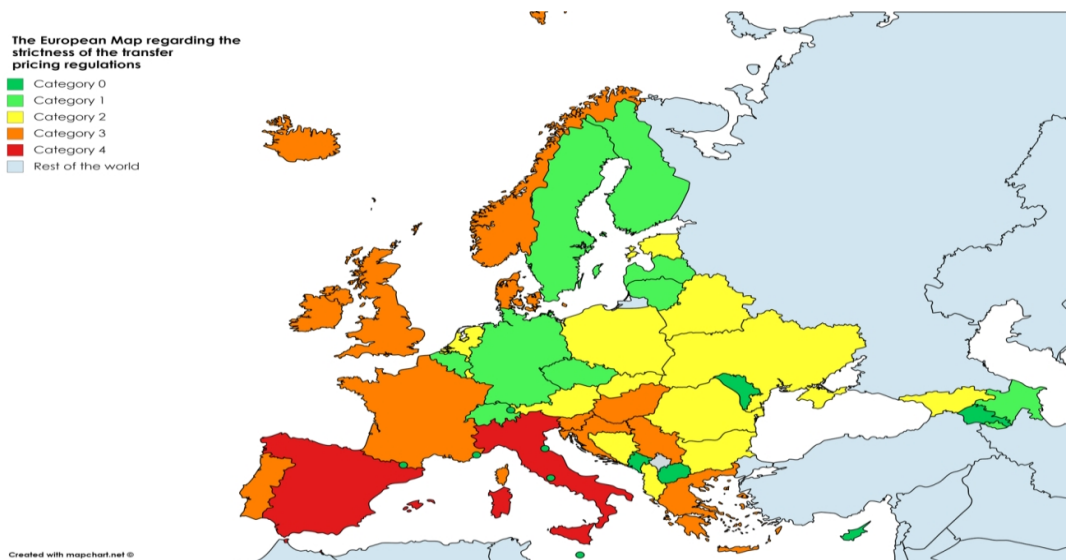 The European Map regarding the
strictness of the transfer
pricing regulations
Category 0
Category 1
Category 2
Category 3
Category 4
Rest of the world
Created with mapchart.net ©